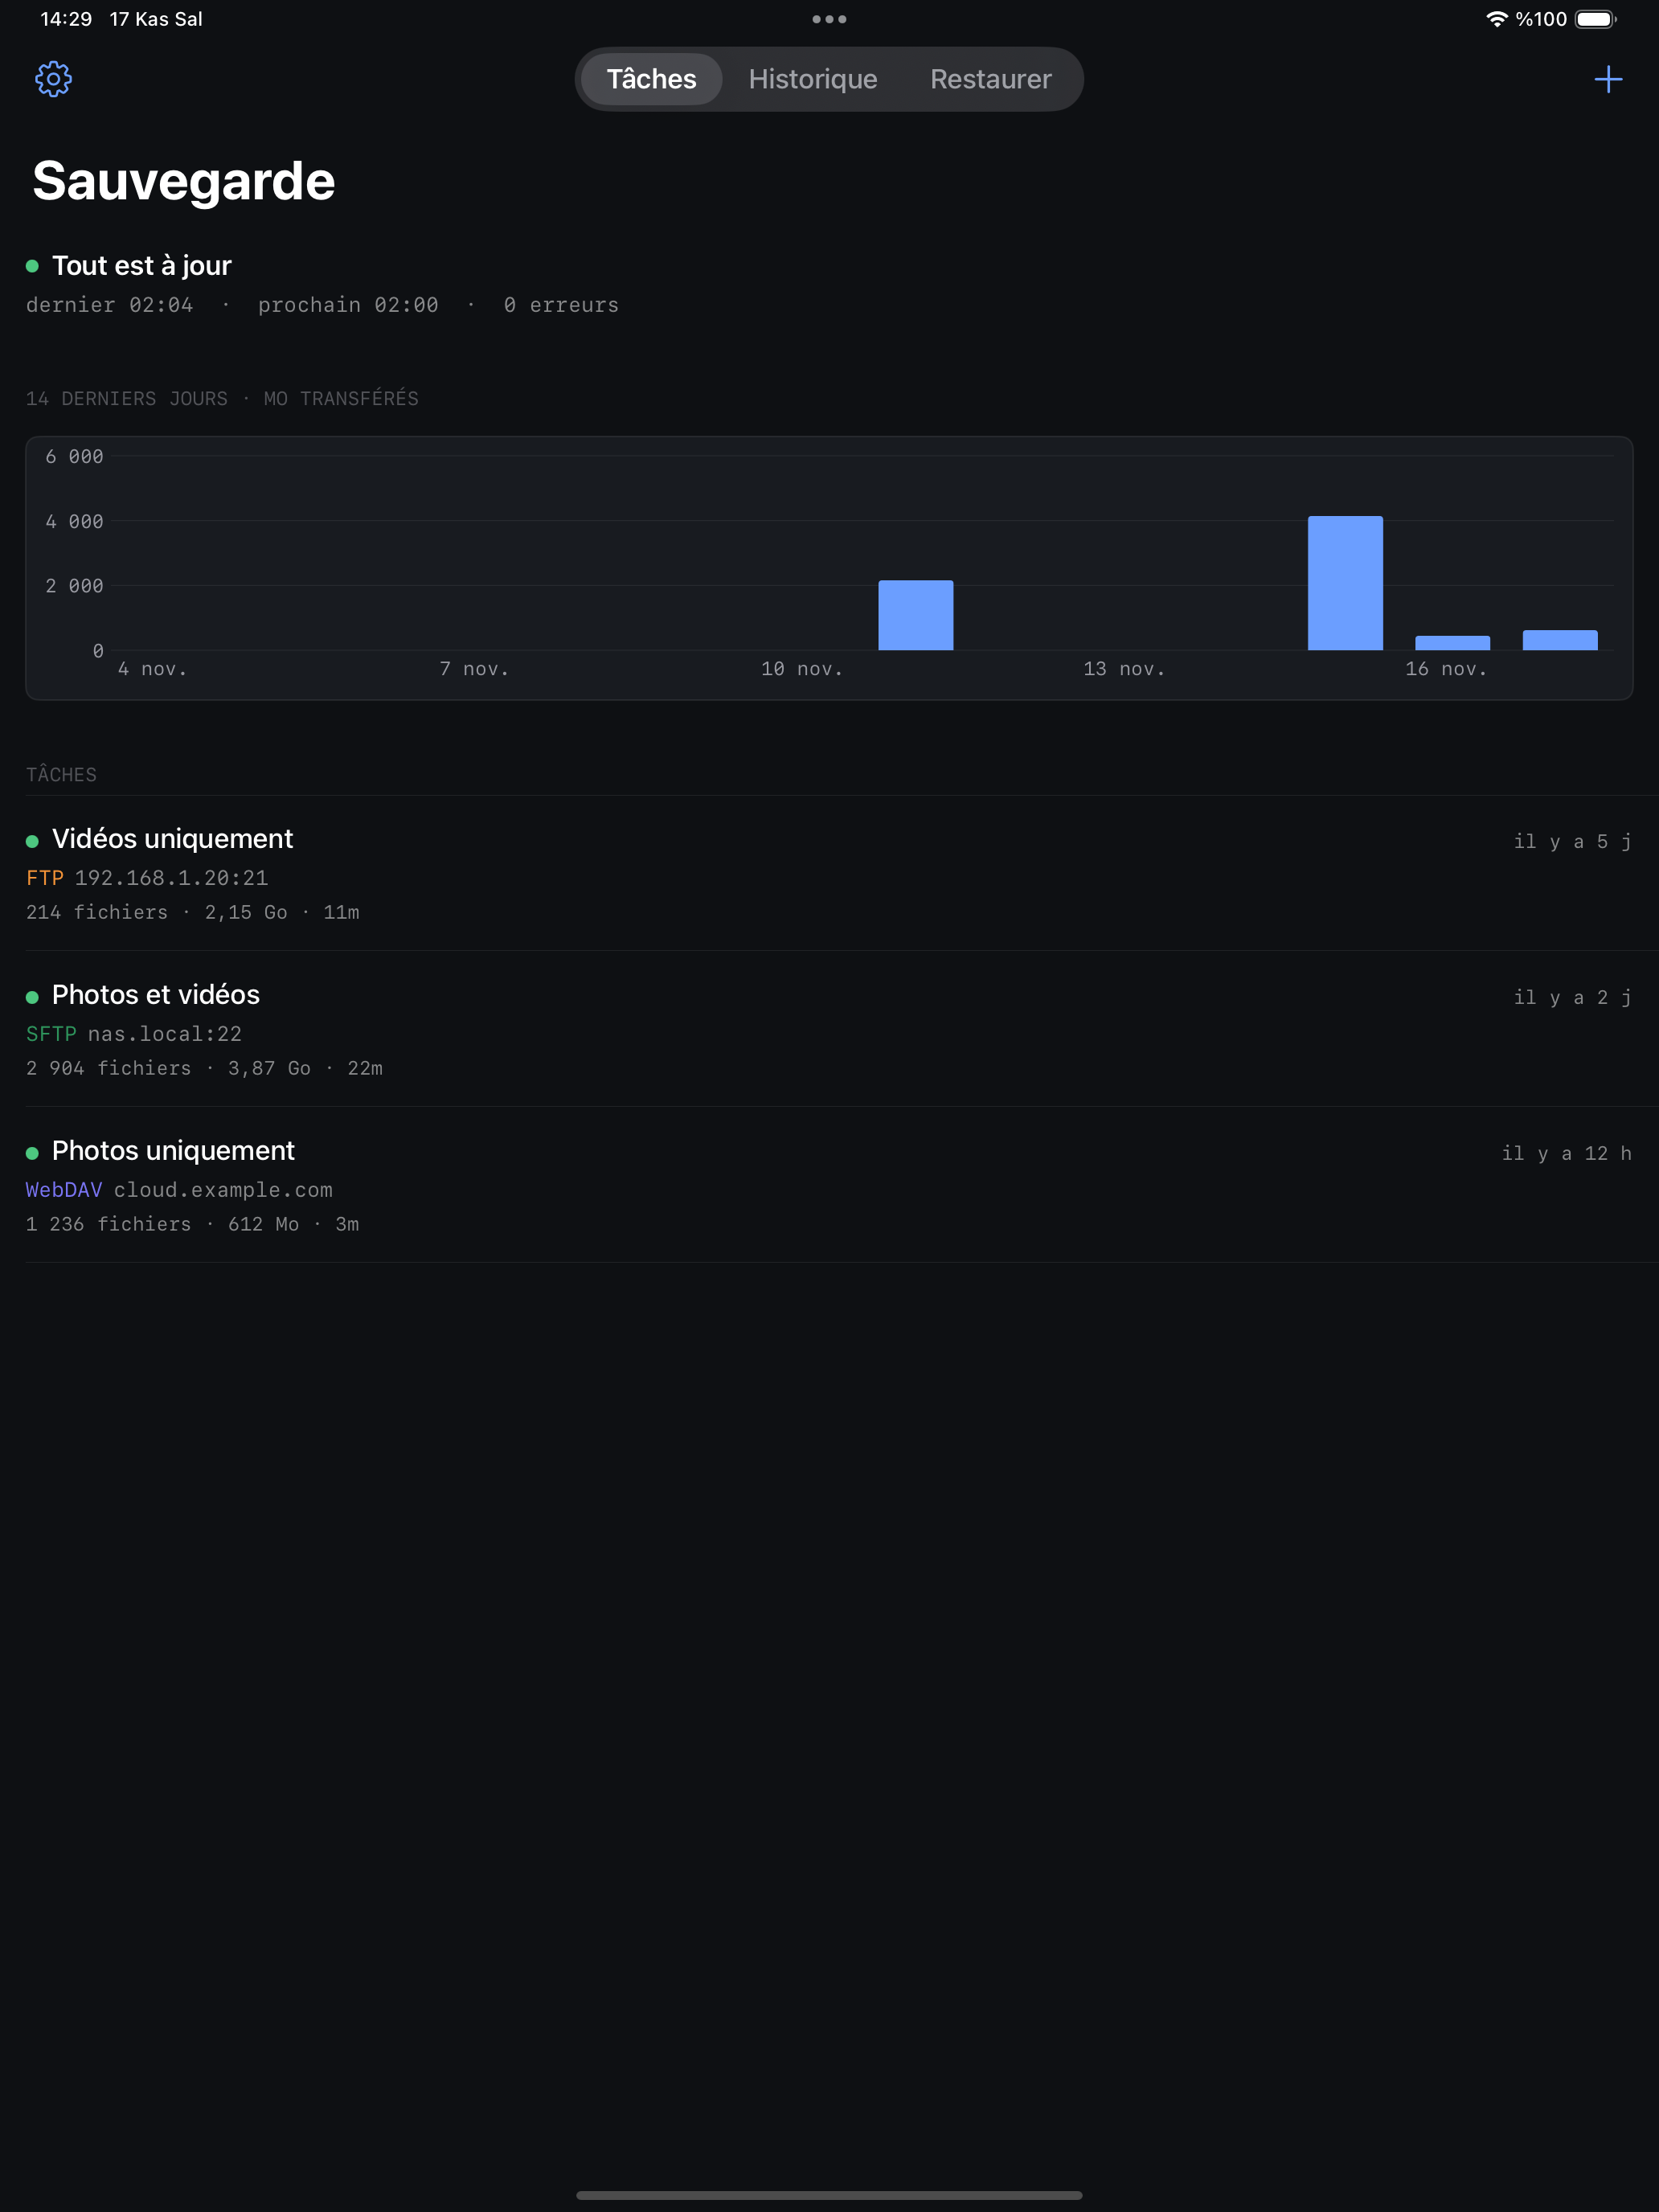 14:29 17 Kas Sal
%100
Tâches Historique Restaurer
Sauvegarde
Tout est à jour
dernier 02:04 · prochain 02:00 · 0 erreurs
14 DERNIERS JOURS · MO TRANSFÉRÉS
6 000
4 000
2 000
0
4 nov. 7 nov. 10 nov. 13 nov. 16 nov.
TÂCHES
Vidéos uniquement il y a 5 j
FTP 192.168.1.20:21
214 fichiers · 2,15 Go · 11m
Photos et vidéos il y a 2 j
SFTP nas.local:22
2 904 fichiers · 3,87 Go · 22m
Photos uniquement il y a 12 h
WebDAV cloud.example.com
1 236 fichiers · 612 Mo · 3m